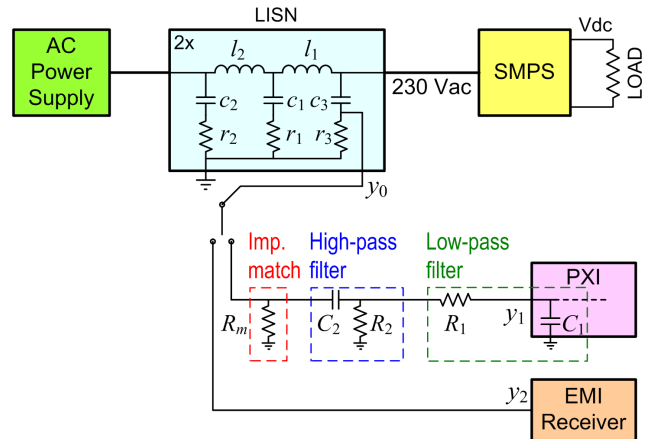 LISN
AC
Power
Supply
2x
l2
l1
c2
c1
c3
r2
r1
r3
230 Vac
SMPS
Vdc
LOAD
y0
Imp.
match
High-pass
filter
Low-pass
filter
PXI
Rm
C2
R2
R1
y1
C1
y2
EMI
Receiver